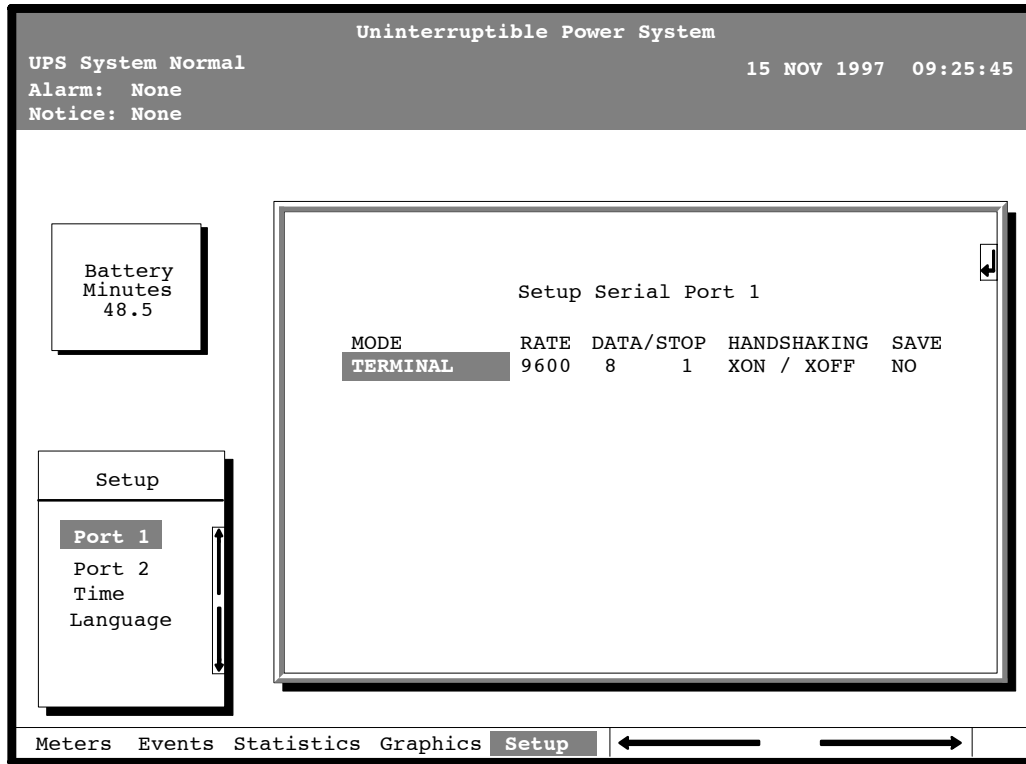 Uninterruptible Power System
UPS System Normal
15 NOV 1997 09:25:45
Alarm: None
Notice: None
Battery
Minutes
48.5
Setup Serial Port 1
MODE RATE DATA/STOP HANDSHAKING SAVE
TERMINAL 9600 8 1 XON / XOFF NO
Setup
Port 1
Port 2
Time
Language
Meters Events Statistics Graphics Setup